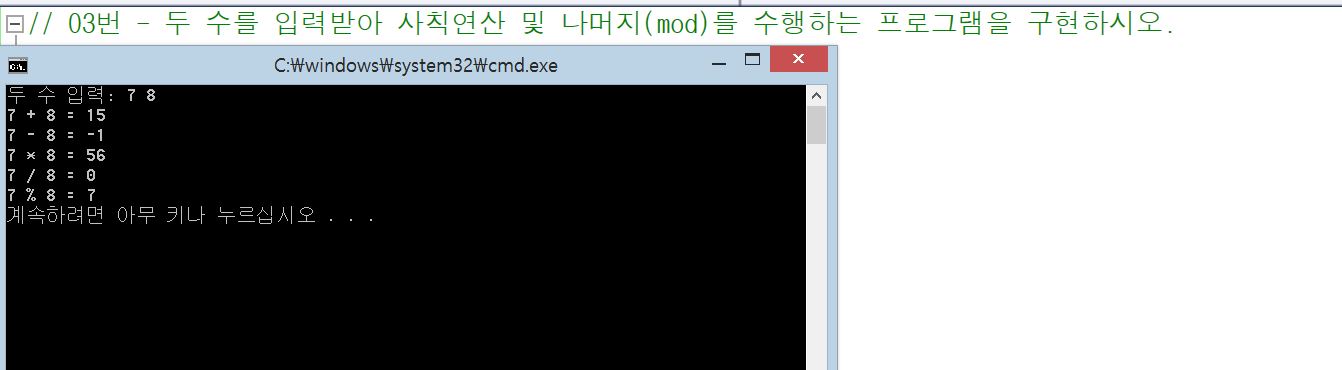 // 03번 - 두 수를 입력받아 사칙연산 및 나머지(mod)를 수행하는 프로그램을 구현하시오.
C:\windows\system32\cmd.exe
두 수 입력: 7 8
7 + 8 = 15
7 - 8 = -1
7 * 8 = 56
7 / 8 = 0
7 % 8 = 7
계속하려면 아무 키나 누르십시오 . . .